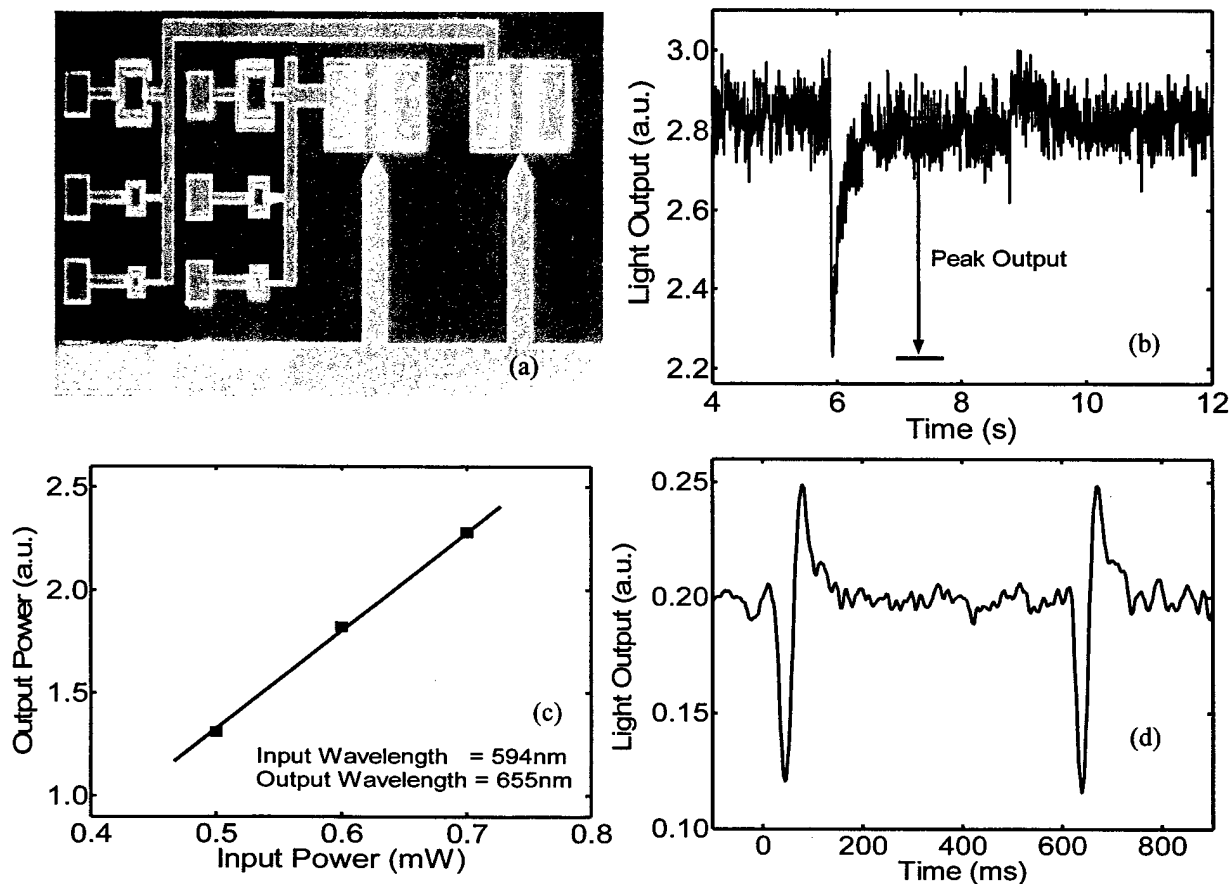 (a)
3.0
2.8
2.6
2.4
2.2
4 6 8 10 12
Light Output (a.u.)
Time (s)
Peak Output
(b)
2.5
2.0
1.5
1.0
0.4 0.5 0.6 0.7 0.8
Output Power (a.u.)
Input Power (mW)
(c)
Input Wavelength = 594nm
Output Wavelength = 655nm
0.25
0.20
0.15
0.10
0 200 400 600 800
Light Output (a.u.)
Time (ms)
(d)